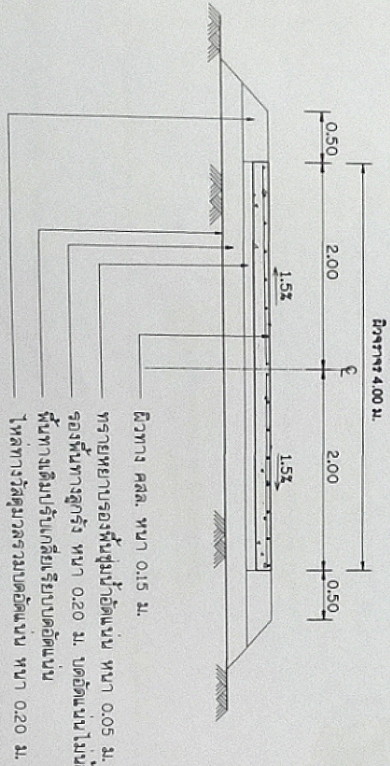 ผิวจราจร 4.00 ม.
0.50
2.00
2.00
0.50
1.5%
1.5%
ผิวทาง คสล. หนา 0.15 ม.
ทรายหยาบรองพื้นชุ่มน้ำอัดแน่น หนา 0.05 ม.
รองพื้นทางลูกรัง หนา 0.20 ม. บดอัดแน่น
พื้นทางเดิมปรับเกลี่ยเรียบบดอัดแน่น
ไหล่ทางวัสดุมวลรวมบดอัดแน่น หนา 0.20 ม.